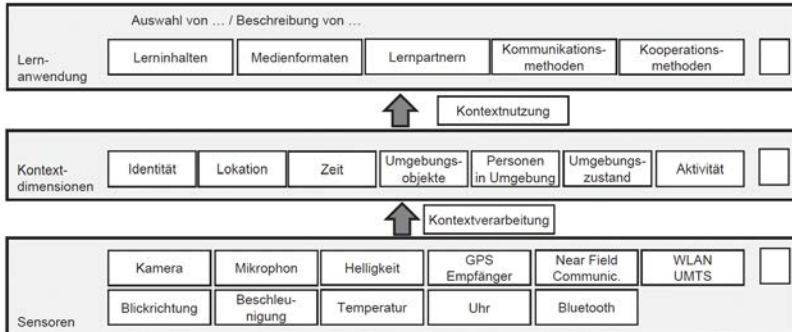 Auswahl von ... / Beschreibung von ...
Lern-
anwendung
Lerninhalten
Medienformaten
Lernpartnern
Kommunikations-
methoden
Kooperations-
methoden
Kontextnutzung
Kontext-
dimensionen
Identität
Lokation
Zeit
Umgebungs-
objekte
Personen
in Umgebung
Umgebungs-
zustand
Aktivität
Kontextverarbeitung
Sensoren
Kamera
Mikrophon
Helligkeit
GPS
Empfänger
Near Field
Communic.
WLAN
UMTS
Blickrichtung
Beschleu-
nigung
Temperatur
Uhr
Bluetooth